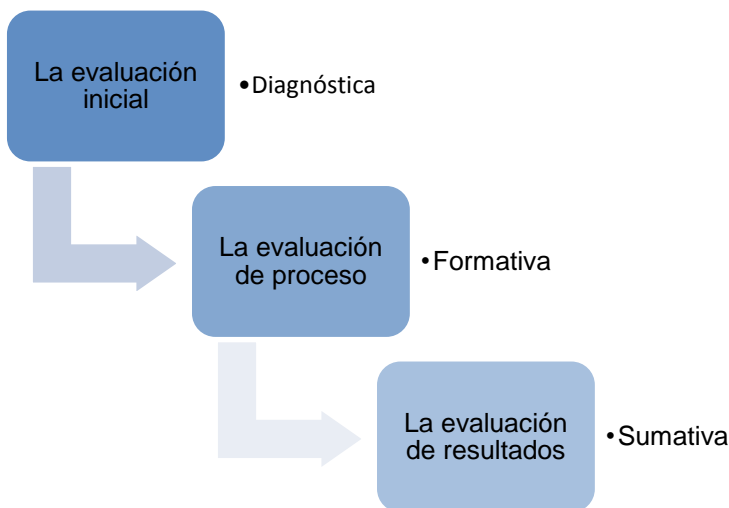 La evaluación
inicial
•Diagnóstica
La evaluación
de proceso
•Formativa
La evaluación
de resultados
•Sumativa